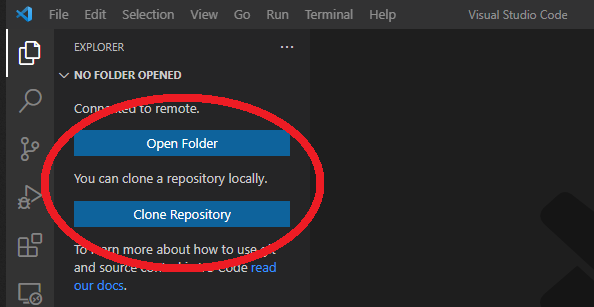 File Edit Selection View Go Run Terminal Help Visual Studio Code
EXPLORER
NO FOLDER OPENED
Connected to remote.
Open Folder
You can clone a repository locally.
Clone Repository
To learn more about how to use git
and source control in VS Code read
our docs.